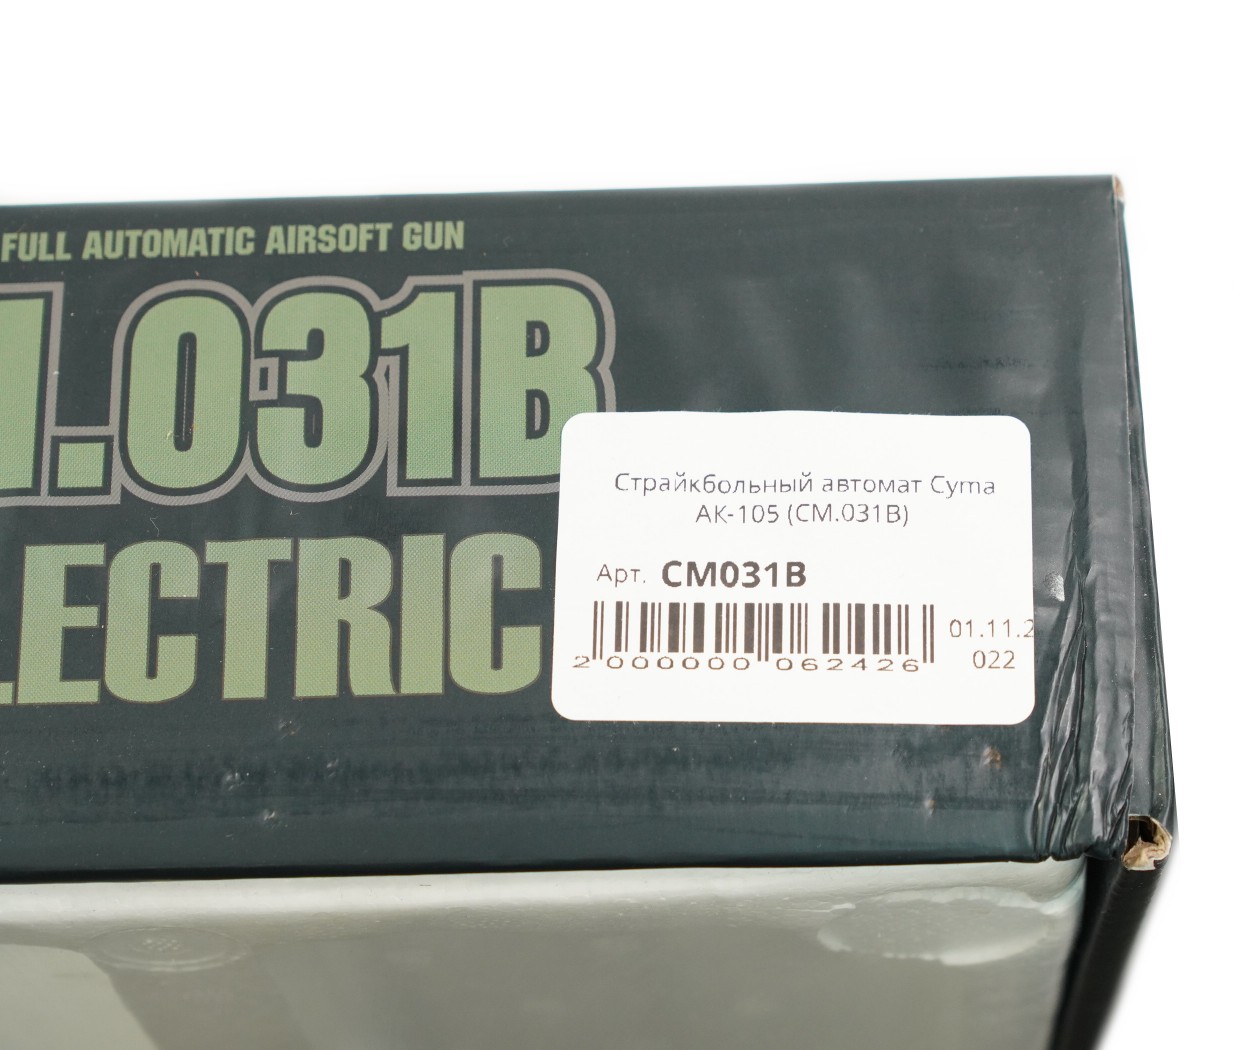 FULL AUTOMATIC AIRSOFT GUN
.031B
LECTRIC
Страйкбольный автомат Cyma
АК-105 (CM.031B)
Арт. CM031B
2 000000 062426
01.11.2
022